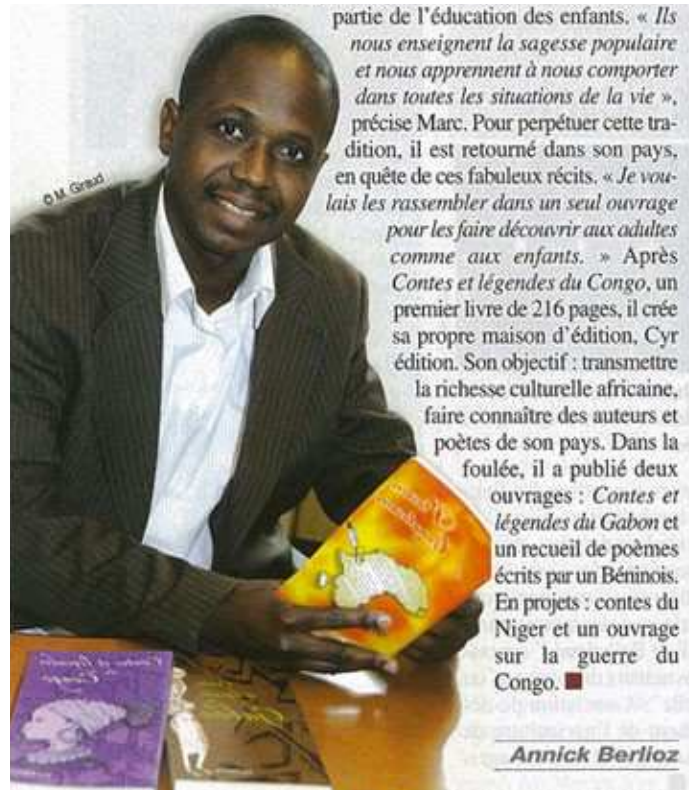 partie de l'éducation des enfants. « Ils
nous enseignent la sagesse populaire
et nous apprennent à nous comporter
dans toutes les situations de la vie »,
précise Marc. Pour perpétuer cette tra-
dition, il est retourné dans son pays,
en quête de ces fabuleux récits. « Je vou-
lais les rassembler dans un seul ouvrage
pour les faire découvrir aux adultes
comme aux enfants. » Après
Contes et légendes du Congo, un
premier livre de 216 pages, il crée
sa propre maison d'édition, Cyr
édition. Son objectif : transmettre
la richesse culturelle africaine,
faire connaître des auteurs et
poètes de son pays. Dans la
foulée, il a publié deux
ouvrages : Contes et
légendes du Gabon et
un recueil de poèmes
écrits par un Béninois.
En projets : contes du
Niger et un ouvrage
sur la guerre du
Congo.
Annick Berlioz
© M. Giraud